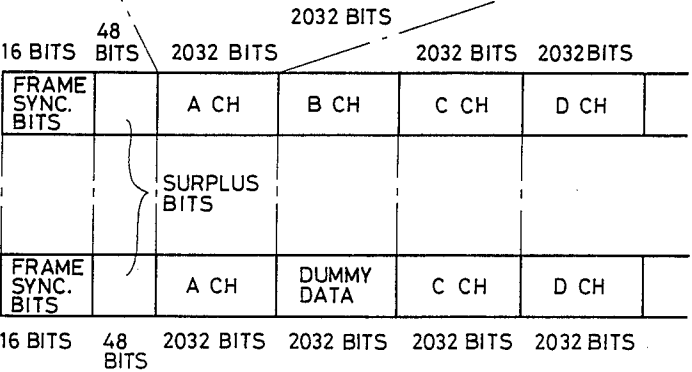 2032 BITS
48
16 BITS BITS 2032 BITS 2032 BITS 2032BITS
FRAME
SYNC.
BITS
A CH B CH C CH D CH
SURPLUS
BITS
FRAME
SYNC.
BITS
A CH DUMMY
DATA C CH D CH
16 BITS 48
BITS 2032 BITS 2032 BITS 2032 BITS 2032 BITS